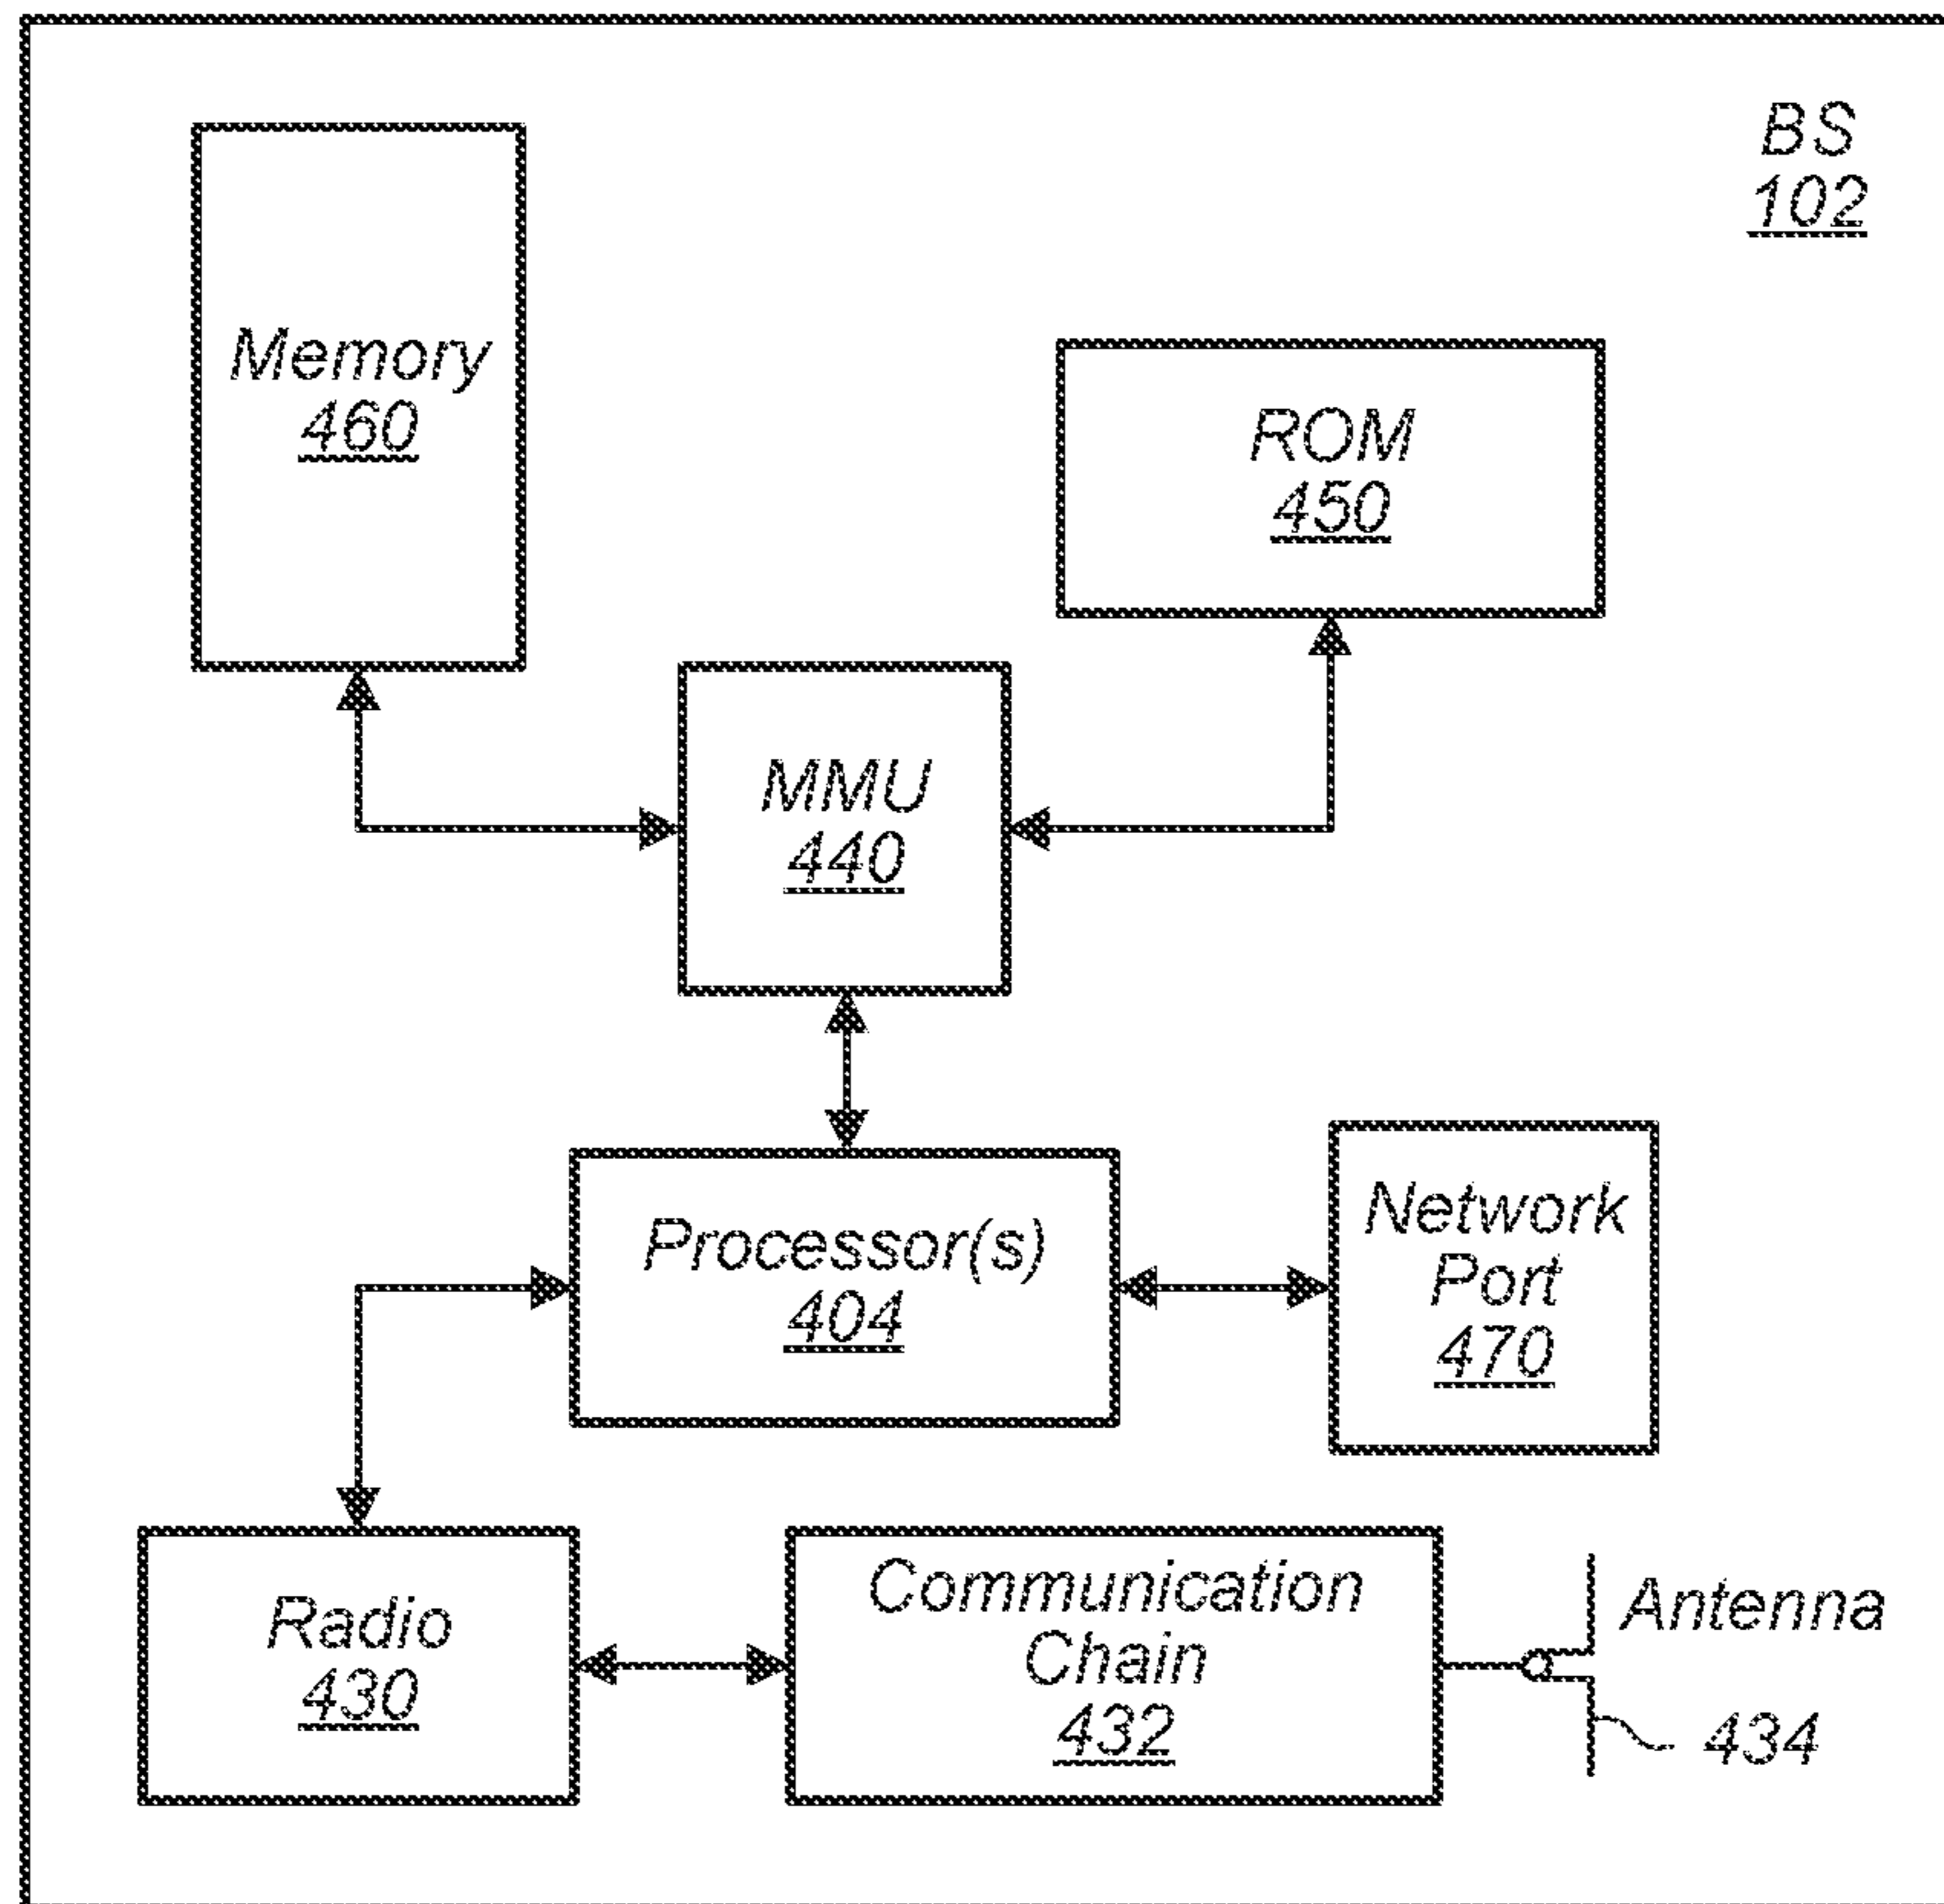 BS
102
Memory
460
ROM
450
MMU
440
Processor(s)
404
Network
Port
470
Radio
430
Communication
Chain
432
Antenna
434